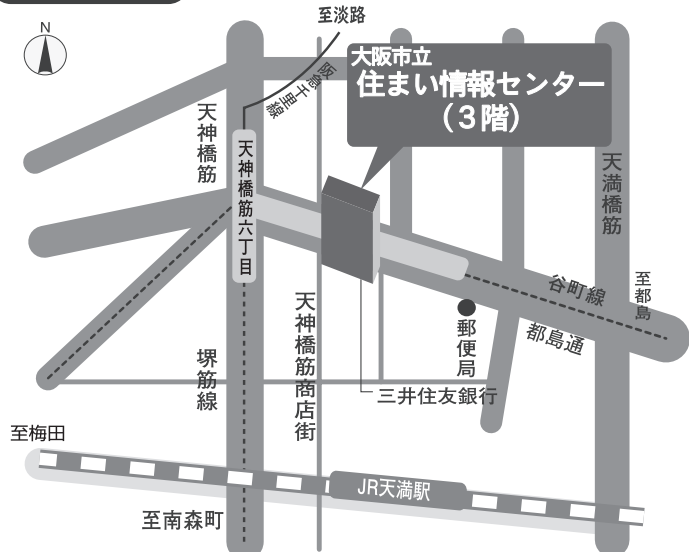 N
至淡路
阪急千里線
大阪市立
住まい情報センター
(3階)
天神橋筋
天神橋筋六丁目
天満橋筋
谷町線
至都島
都島通
郵便局
天神橋筋商店街
堺筋線
三井住友銀行
至梅田
JR天満駅
至南森町